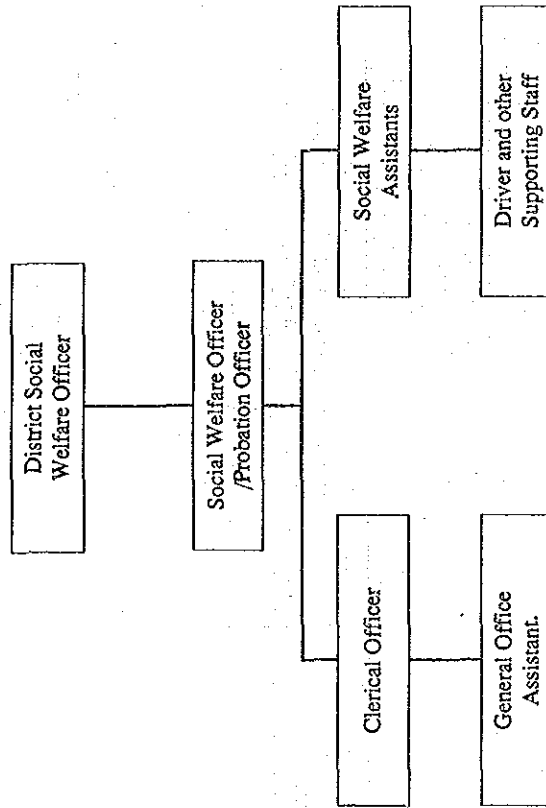 District Social
Welfare Officer
Social Welfare Officer
/Probation Officer
Clerical Officer
Social Welfare
Assistants
General Office
Assistant.
Driver and other
Supporting Staff